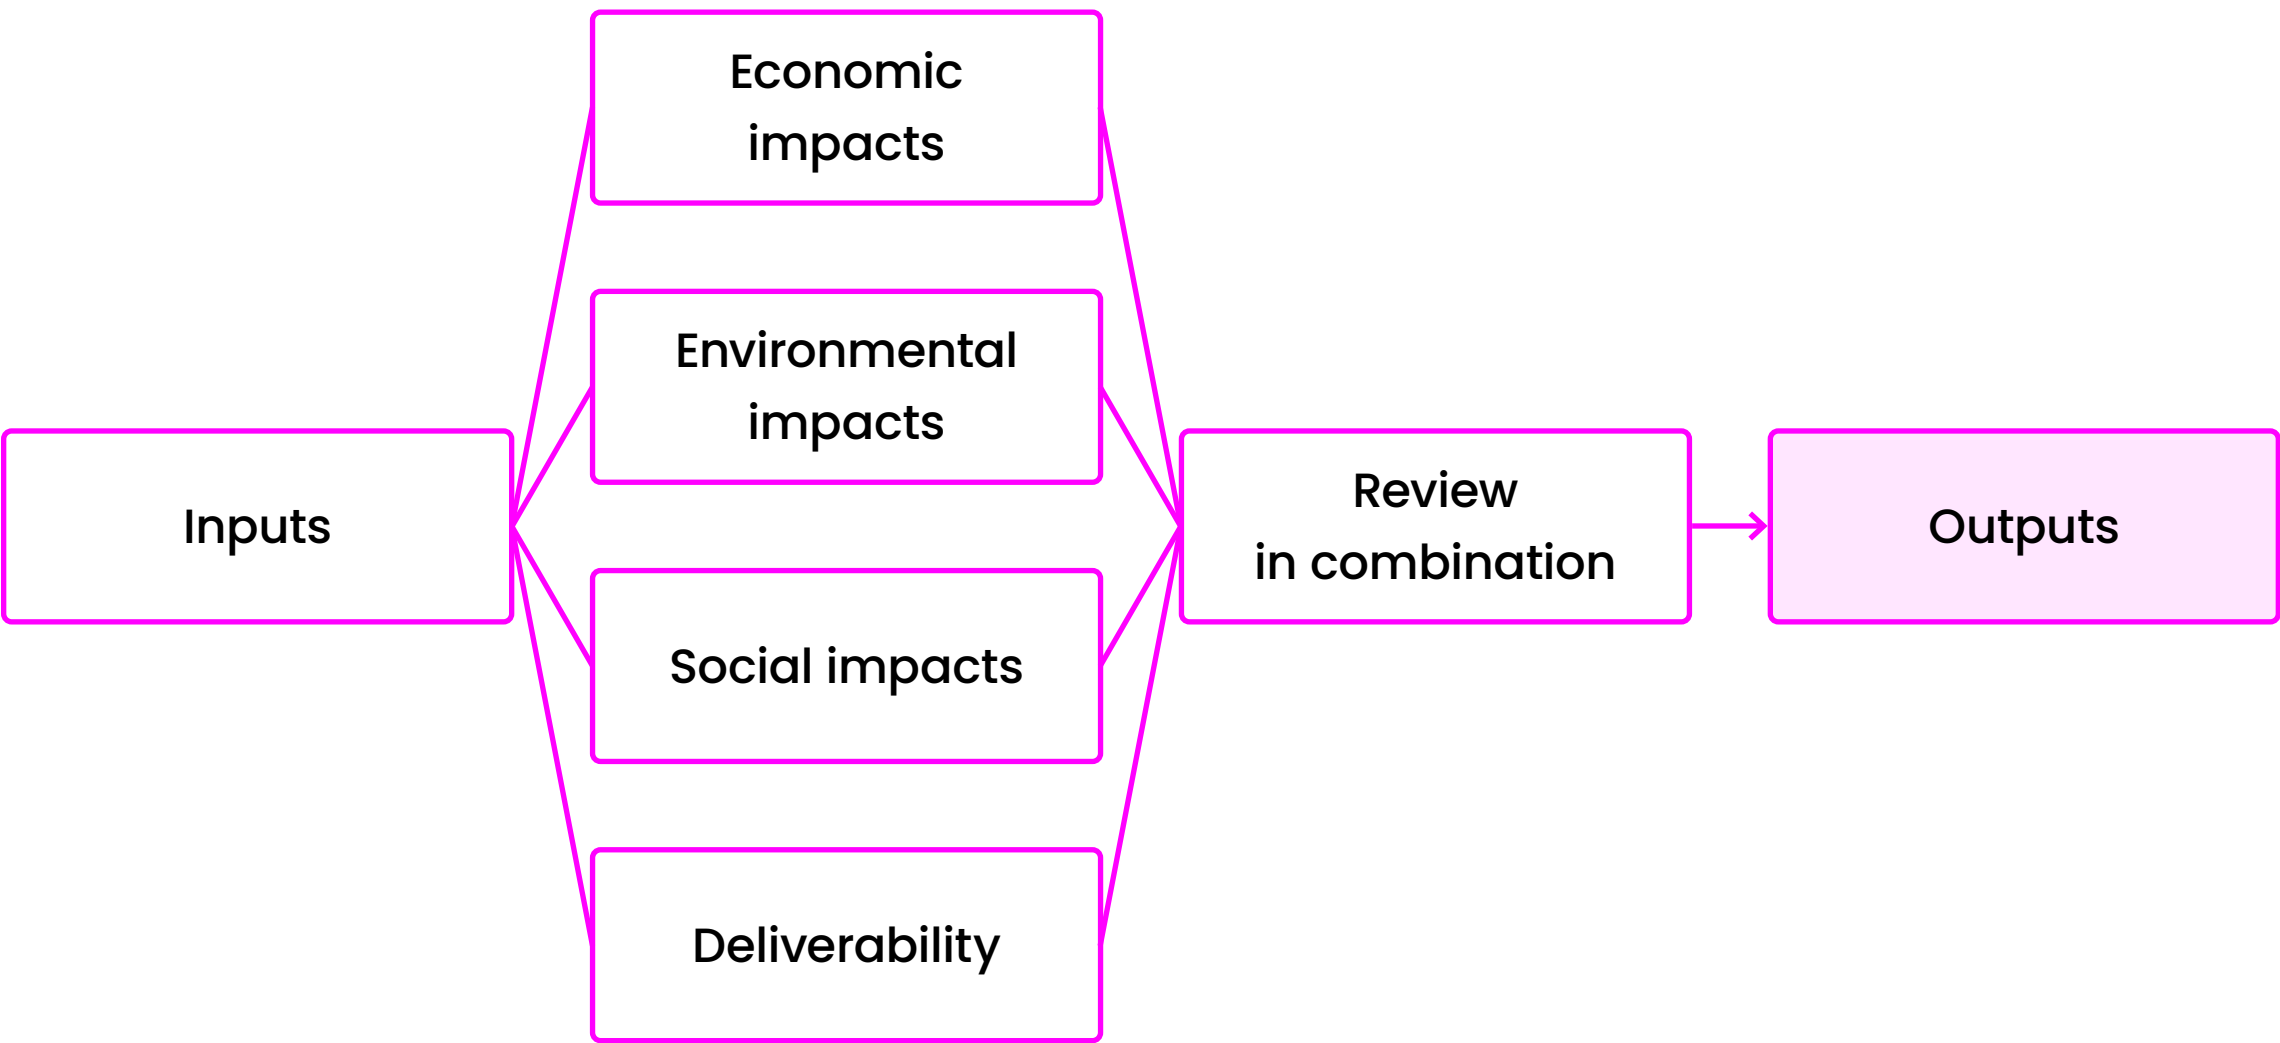 Inputs
Economic
impacts
Environmental
impacts
Social impacts
Deliverability
Review
in combination
Outputs